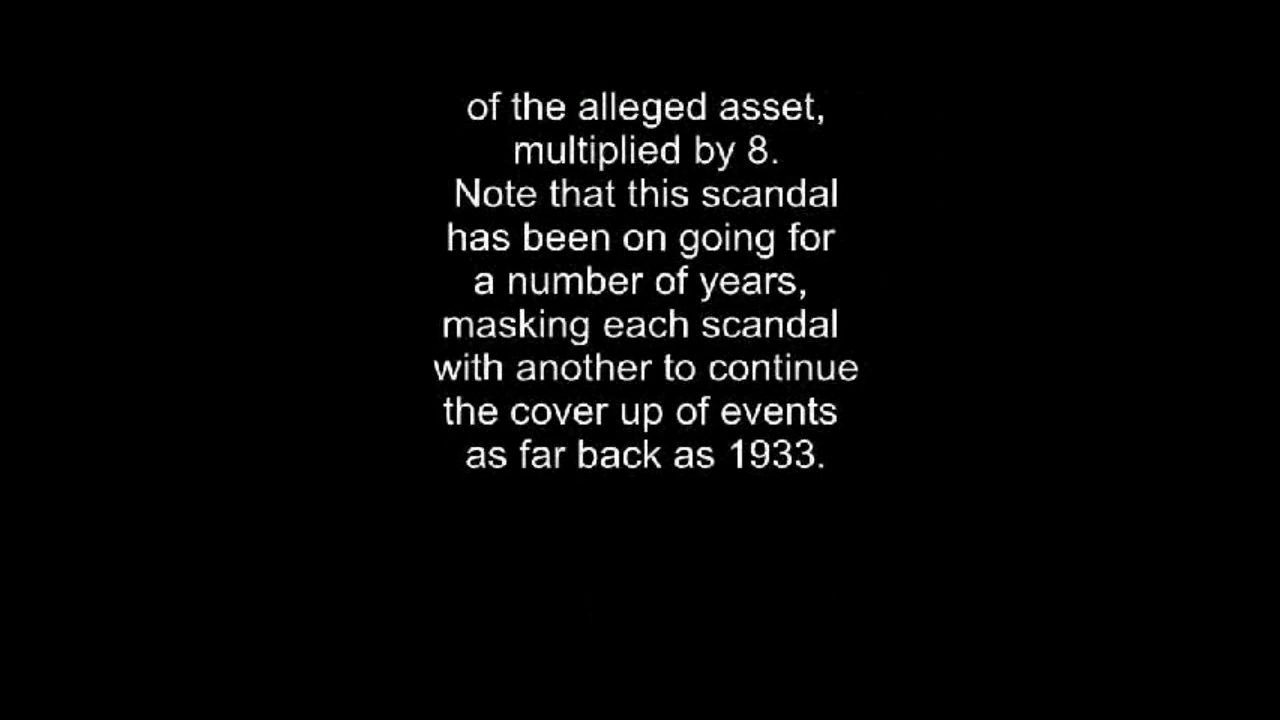 of the alleged asset,
multiplied by 8.
Note that this scandal
has been on going for
a number of years,
masking each scandal
with another to continue
the cover up of events
as far back as 1933.